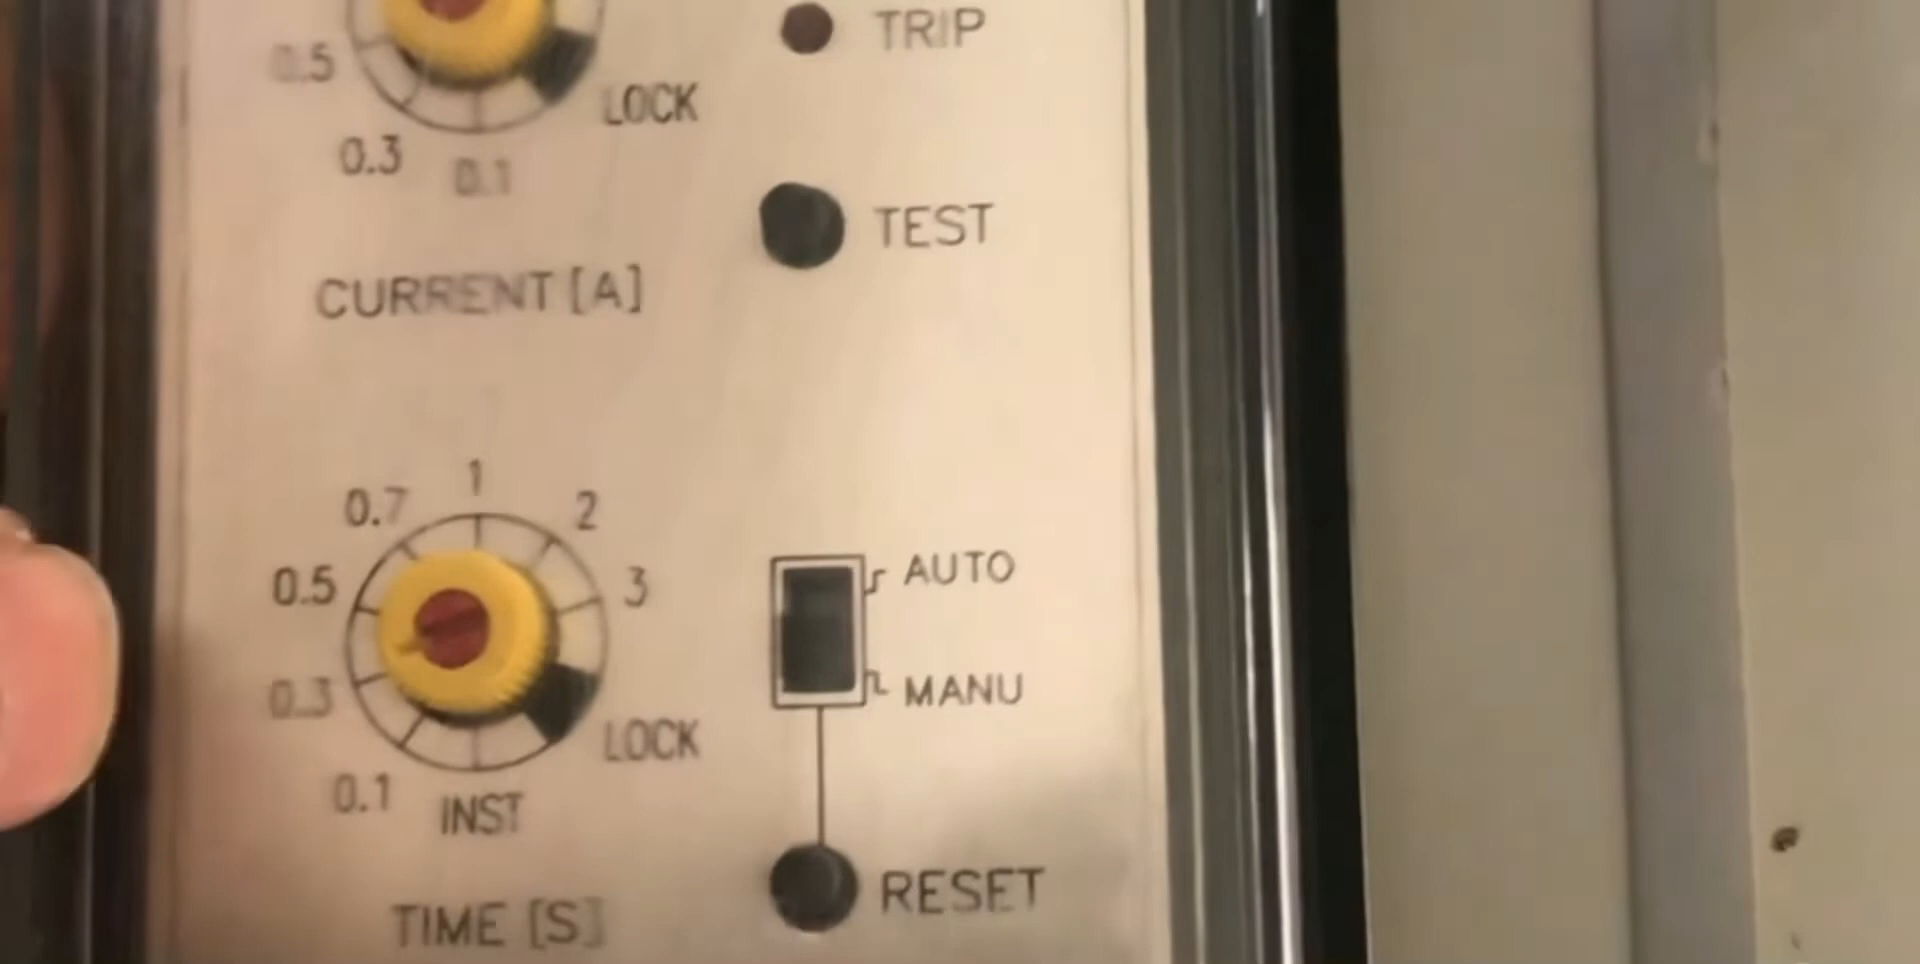 TRIP
0.5
LOCK
0.3
0.1
TEST
CURRENT [A]
1
0.7
2
0.5
3
AUTO
0.3
MANU
LOCK
0.1
INST
RESET
TIME [S]